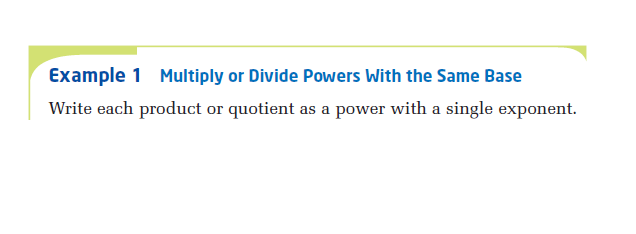 Example 1 Multiply or Divide Powers With the Same Base
Write each product or quotient as a power with a single exponent.